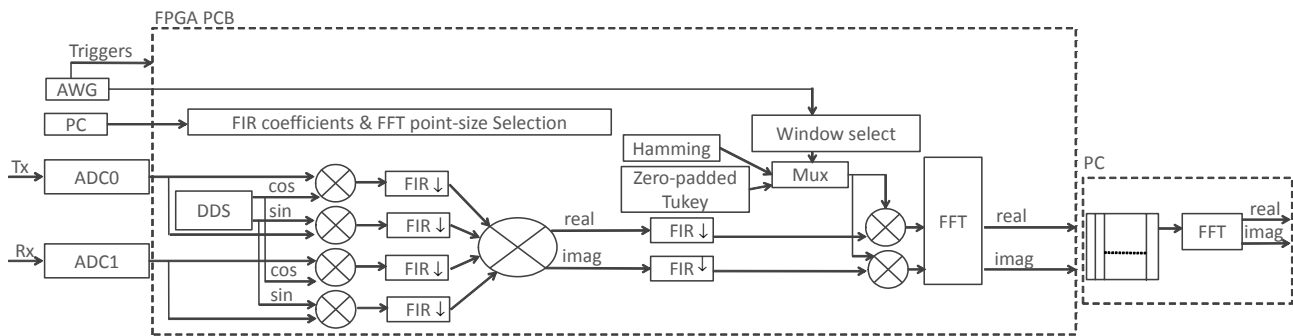 FPGA PCB
Triggers
AWG
PC
FIR coefficients & FFT point-size Selection
Window select
Hamming
Zero-padded
Tukey
Mux
Tx
ADC0
DDS
cos
sin
FIR ↓
FIR ↓
real
imag
FIR ↓
FIR ↓
FFT
real
imag
PC
FFT
real
imag
Rx
ADC1
cos
sin
FIR ↓
FIR ↓